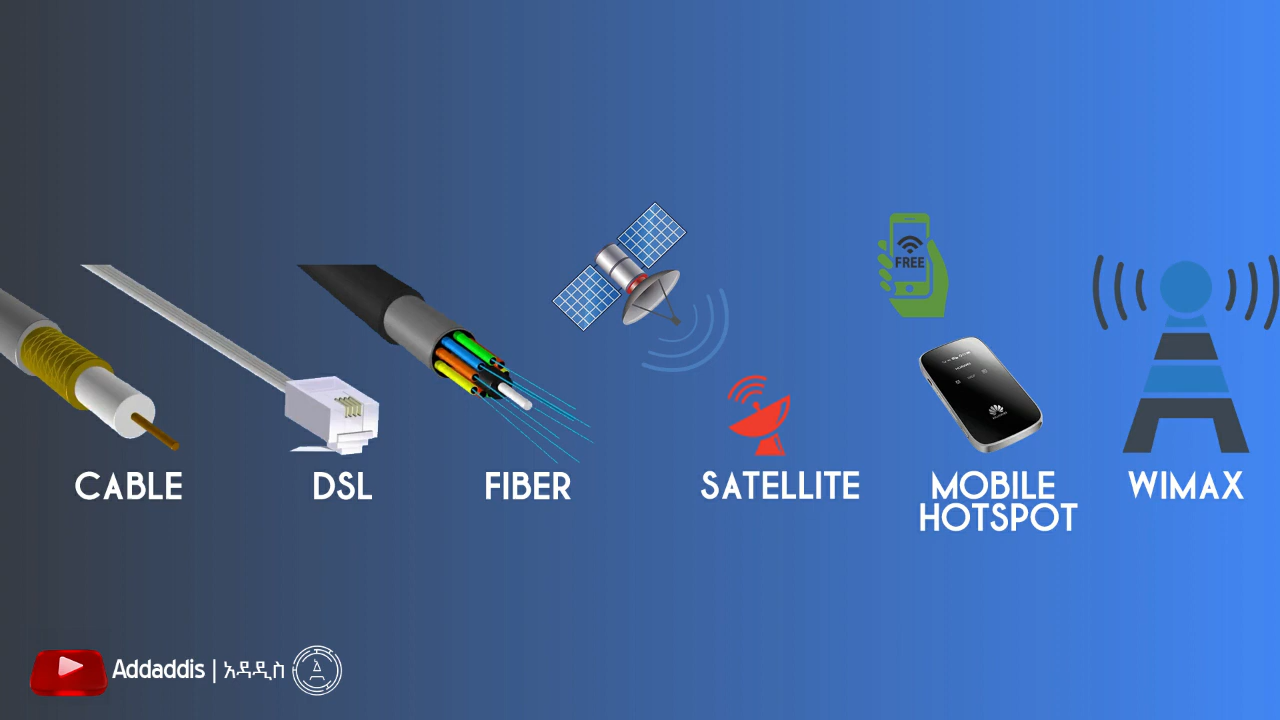 FREE
CABLE
DSL
FIBER
SATELLITE
MOBILE
HOTSPOT
WIMAX
Addaddis | አዳዲስ